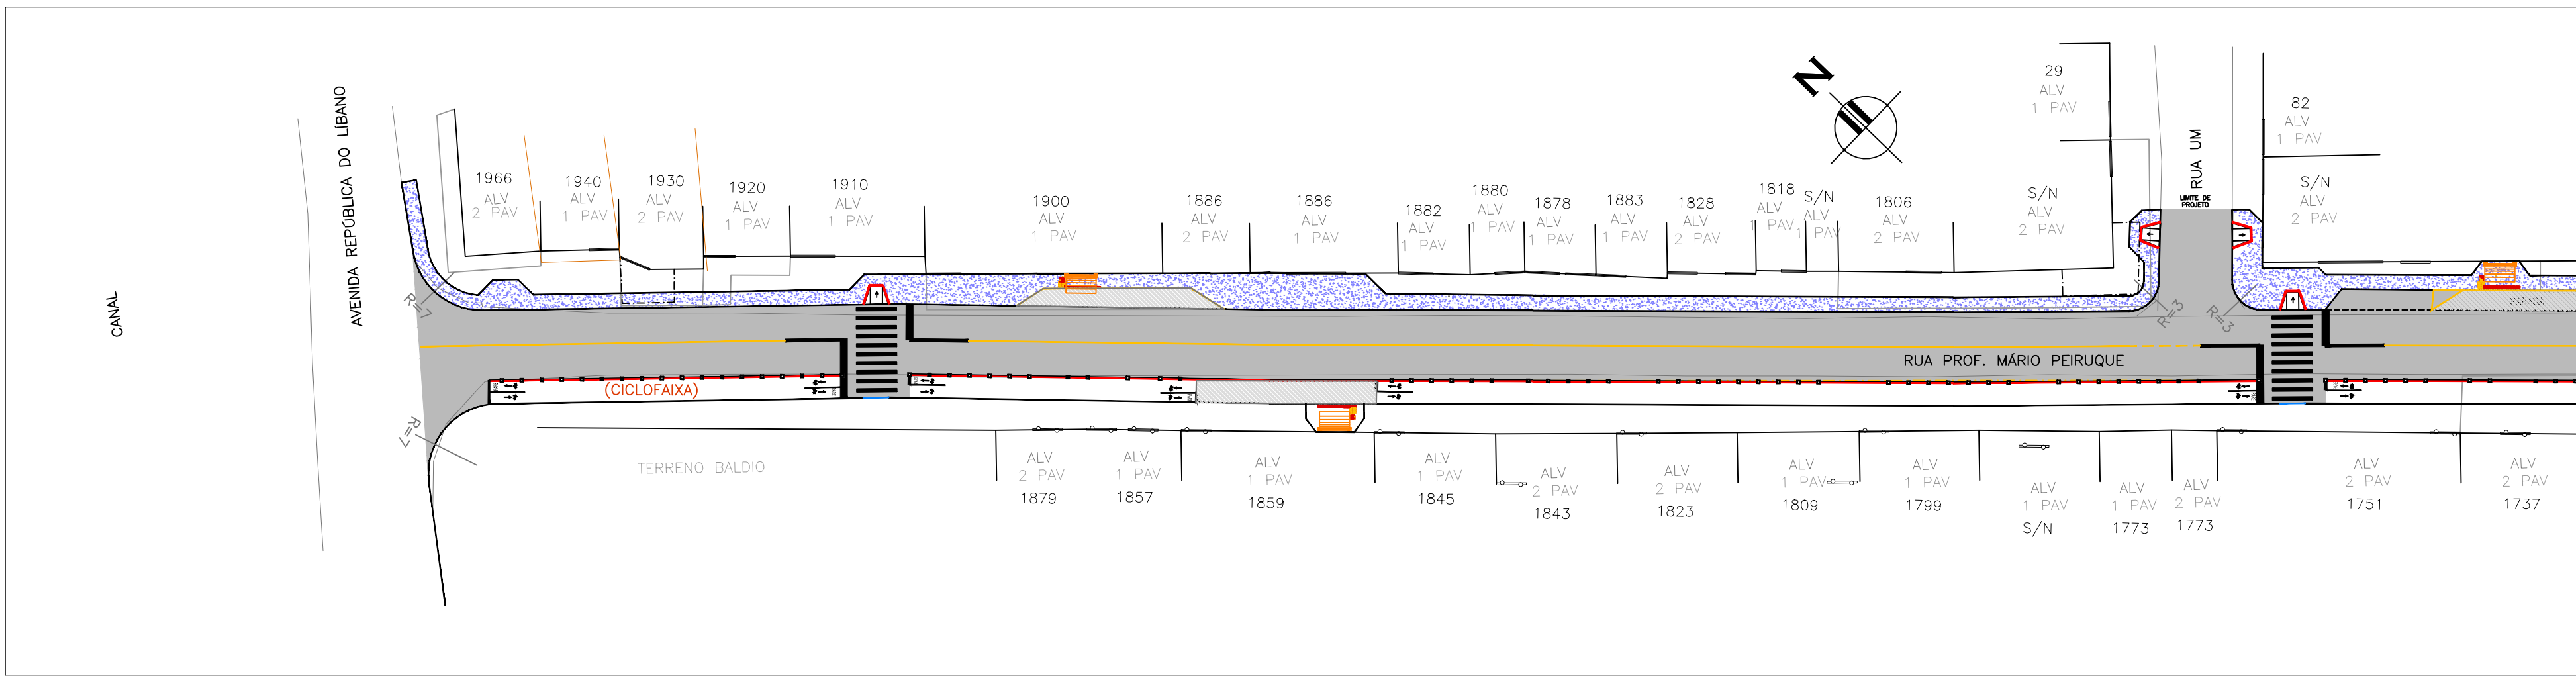 CANAL
AVENIDA REPÚBLICA DO LÍBANO
1966
ALV
2 PAV
1940
ALV
1 PAV
1930
ALV
2 PAV
1920
ALV
1 PAV
1910
ALV
1 PAV
1900
ALV
1 PAV
1886
ALV
2 PAV
1886
ALV
1 PAV
1882
ALV
1 PAV
1880
ALV
1 PAV
1878
ALV
1 PAV
1883
ALV
1 PAV
1828
ALV
2 PAV
1818
ALV
1 PAV
S/N
ALV
1 PAV
1806
ALV
2 PAV
N
29
ALV
1 PAV
S/N
ALV
2 PAV
RUA UM
LIMITE DE
PROJETO
82
ALV
1 PAV
S/N
ALV
2 PAV
R=7
R=3
R=3
RUA PROF. MÁRIO PEIRUQUE
(CICLOFAIXA)
R=7
TERRENO BALDIO
ALV
2 PAV
1879
ALV
1 PAV
1857
ALV
1 PAV
1859
ALV
1 PAV
1845
ALV
2 PAV
1843
ALV
2 PAV
1823
ALV
1 PAV
1809
ALV
1 PAV
1799
ALV
1 PAV
S/N
ALV
1 PAV
1773
ALV
2 PAV
1773
ALV
2 PAV
1751
ALV
2 PAV
1737